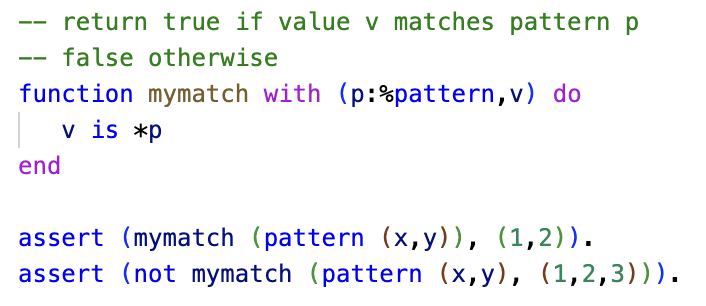 -- return true if value v matches pattern p
-- false otherwise
function mymatch with (p:%pattern,v) do
   v is *p
end

assert (mymatch (pattern (x,y)), (1,2)).
assert (not mymatch (pattern (x,y), (1,2,3))).